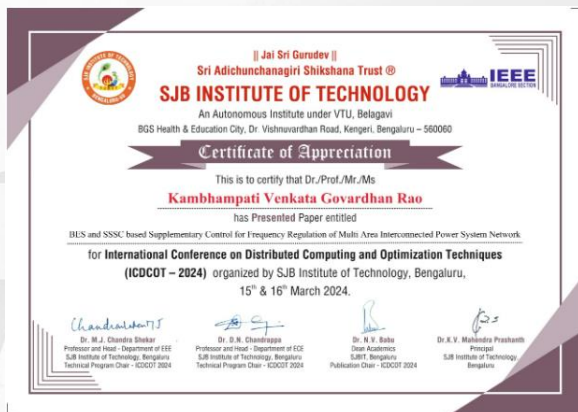 || Jai Sri Gurudev ||
Sri Adichunchanagiri Shikshana Trust ®
SJB INSTITUTE OF TECHNOLOGY
An Autonomous Institute under VTU, Belagavi
BGS Health & Education City, Dr. Vishnuvardhan Road, Kengeri, Bengaluru – 560060
SJB INSTITUTE OF TECHNOLOGY
BENGALURU-60
IEEE
BANGALORE SECTION
Certificate of Appreciation
This is to certify that Dr./Prof./Mr./Ms
Kambhampati Venkata Govardhan Rao
has Presented Paper entitled
BES and SSSC based Supplementary Control for Frequency Regulation of Multi Area Interconnected Power System Network
for International Conference on Distributed Computing and Optimization Techniques
(ICDCOT – 2024) organized by SJB Institute of Technology, Bengaluru,
15th & 16th March 2024.
Dr. M.J. Chandra Shekar
Professor and Head - Department of EEE
SJB Institute of Technology, Bengaluru
Technical Program Chair - ICDCOT 2024
Dr. D.N. Chandrappa
Professor and Head - Department of ECE
SJB Institute of Technology, Bengaluru
Technical Program Chair - ICDCOT 2024
Dr. N.V. Babu
Dean Academics
SJBIT, Bengaluru
Publication Chair - ICDCOT 2024
Dr.K.V. Mahendra Prashanth
Principal
SJB Institute of Technology
Bengaluru